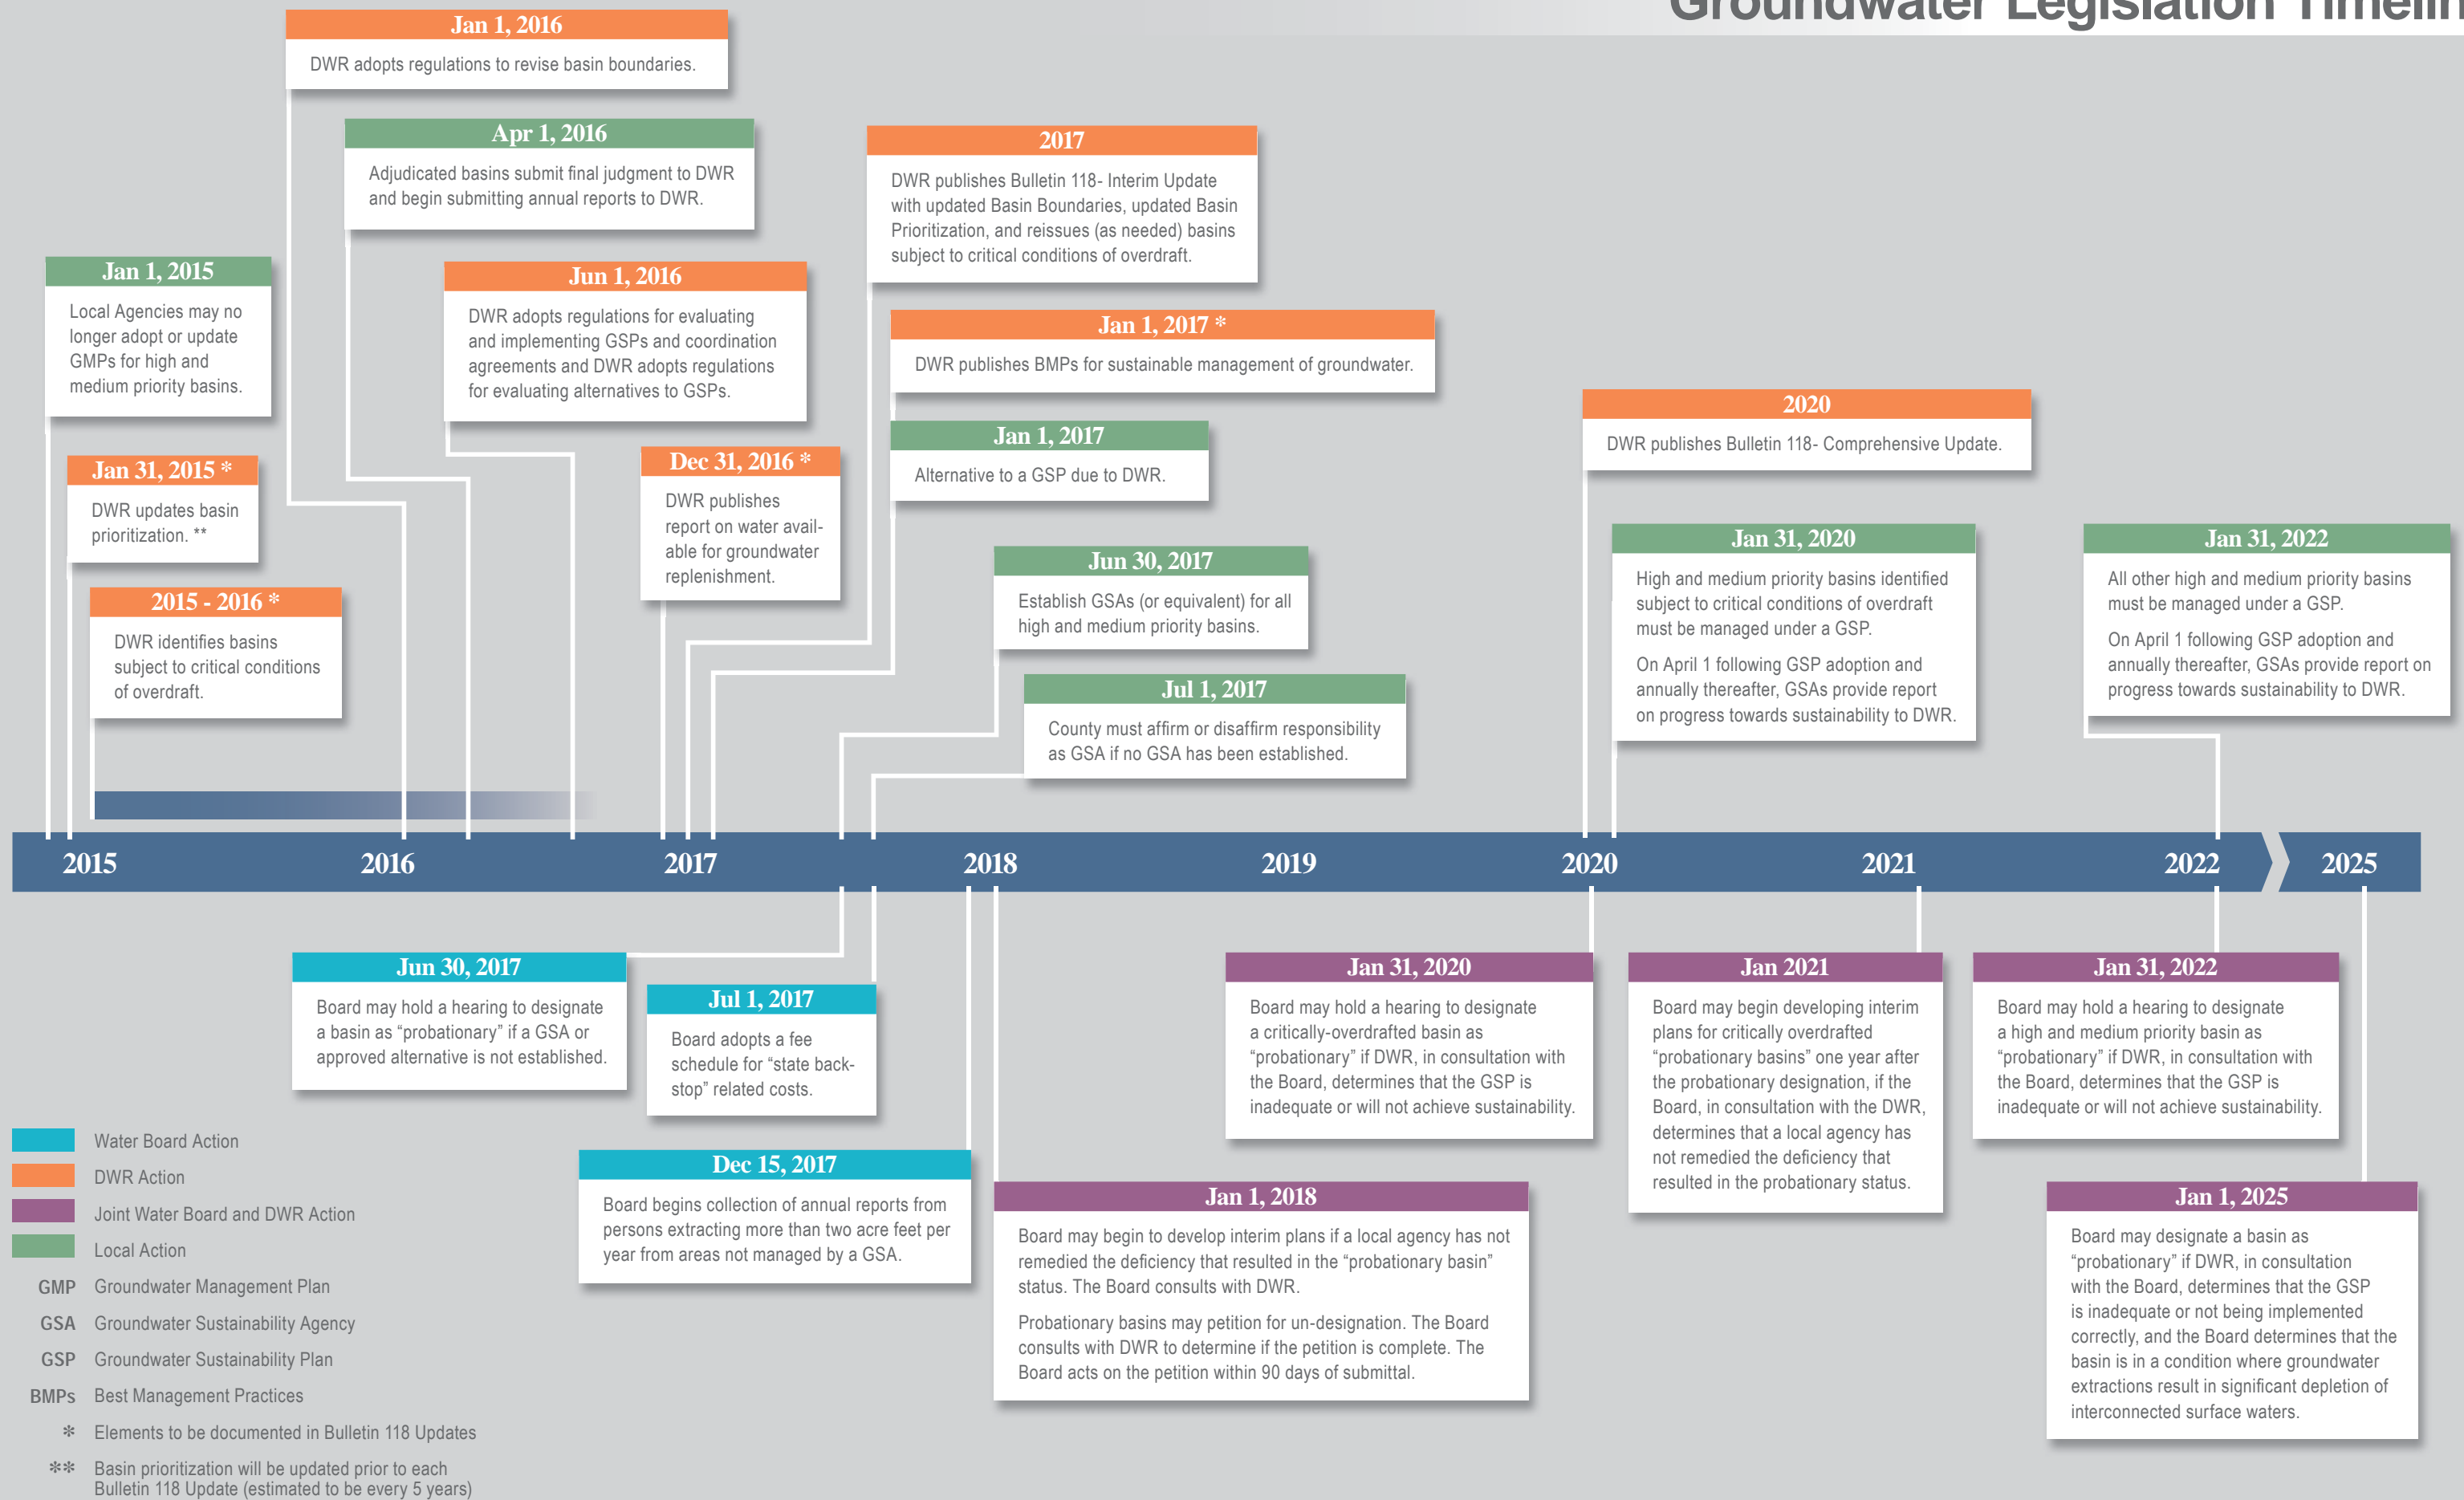 Groundwater Legislation Timelin
Jan 1, 2016
DWR adopts regulations to revise basin boundaries.
Apr 1, 2016
Adjudicated basins submit final judgment to DWR
and begin submitting annual reports to DWR.
2017
DWR publishes Bulletin 118- Interim Update
with updated Basin Boundaries, updated Basin
Prioritization, and reissues (as needed) basins
subject to critical conditions of overdraft.
Jan 1, 2015
Local Agencies may no
longer adopt or update
GMPs for high and
medium priority basins.
Jun 1, 2016
DWR adopts regulations for evaluating
and implementing GSPs and coordination
agreements and DWR adopts regulations
for evaluating alternatives to GSPs.
Jan 1, 2017 *
DWR publishes BMPs for sustainable management of groundwater.
2020
DWR publishes Bulletin 118- Comprehensive Update.
Jan 1, 2017
Alternative to a GSP due to DWR.
Jan 31, 2015 *
DWR updates basin
prioritization. **
Dec 31, 2016 *
DWR publishes
report on water avail-
able for groundwater
replenishment.
Jan 31, 2020
High and medium priority basins identified
subject to critical conditions of overdraft
must be managed under a GSP.
On April 1 following GSP adoption and
annually thereafter, GSAs provide report
on progress towards sustainability to DWR.
Jan 31, 2022
All other high and medium priority basins
must be managed under a GSP.
On April 1 following GSP adoption and
annually thereafter, GSAs provide report on
progress towards sustainability to DWR.
Jun 30, 2017
Establish GSAs (or equivalent) for all
high and medium priority basins.
2015 - 2016 *
DWR identifies basins
subject to critical conditions
of overdraft.
Jul 1, 2017
County must affirm or disaffirm responsibility
as GSA if no GSA has been established.
2015 2016 2017 2018 2019 2020 2021 2022 2025
Jun 30, 2017
Board may hold a hearing to designate
a basin as “probationary” if a GSA or
approved alternative is not established.
Jul 1, 2017
Board adopts a fee
schedule for “state back-
stop” related costs.
Dec 15, 2017
Board begins collection of annual reports from
persons extracting more than two acre feet per
year from areas not managed by a GSA.
Jan 1, 2018
Board may begin to develop interim plans if a local agency has not
remedied the deficiency that resulted in the “probationary basin”
status. The Board consults with DWR.
Probationary basins may petition for un-designation. The Board
consults with DWR to determine if the petition is complete. The
Board acts on the petition within 90 days of submittal.
Jan 31, 2020
Board may hold a hearing to designate
a critically-overdrafted basin as
“probationary” if DWR, in consultation with
the Board, determines that the GSP is
inadequate or will not achieve sustainability.
Jan 2021
Board may begin developing interim
plans for critically overdrafted
“probationary basins” one year after
the probationary designation, if the
Board, in consultation with the DWR,
determines that a local agency has
not remedied the deficiency that
resulted in the probationary status.
Jan 31, 2022
Board may hold a hearing to designate
a high and medium priority basin as
“probationary” if DWR, in consultation with
the Board, determines that the GSP is
inadequate or will not achieve sustainability.
Jan 1, 2025
Board may designate a basin as
“probationary” if DWR, in consultation
with the Board, determines that the GSP
is inadequate or not being implemented
correctly, and the Board determines that the
basin is in a condition where groundwater
extractions result in significant depletion of
interconnected surface waters.
Water Board Action
DWR Action
Joint Water Board and DWR Action
Local Action
GMP Groundwater Management Plan
GSA Groundwater Sustainability Agency
GSP Groundwater Sustainability Plan
BMPs Best Management Practices
* Elements to be documented in Bulletin 118 Updates
** Basin prioritization will be updated prior to each
Bulletin 118 Update (estimated to be every 5 years)